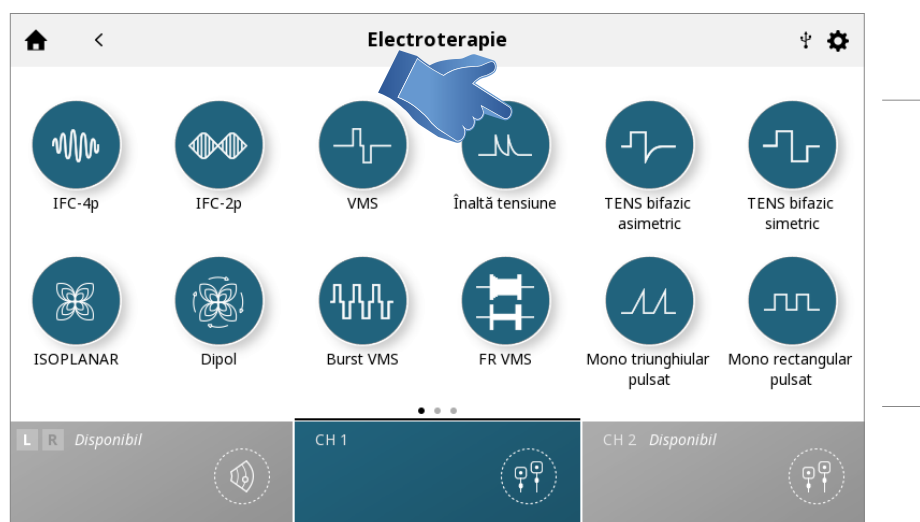 Electroterapie
IFC-4p
IFC-2p
VMS
Înaltă tensiune
TENS bifazic
asimetric
TENS bifazic
simetric
ISOPLANAR
Dipol
Burst VMS
FR VMS
Mono triunghiular
pulsat
Mono rectangular
pulsat
L R Disponibil
CH 1
CH 2 Disponibil